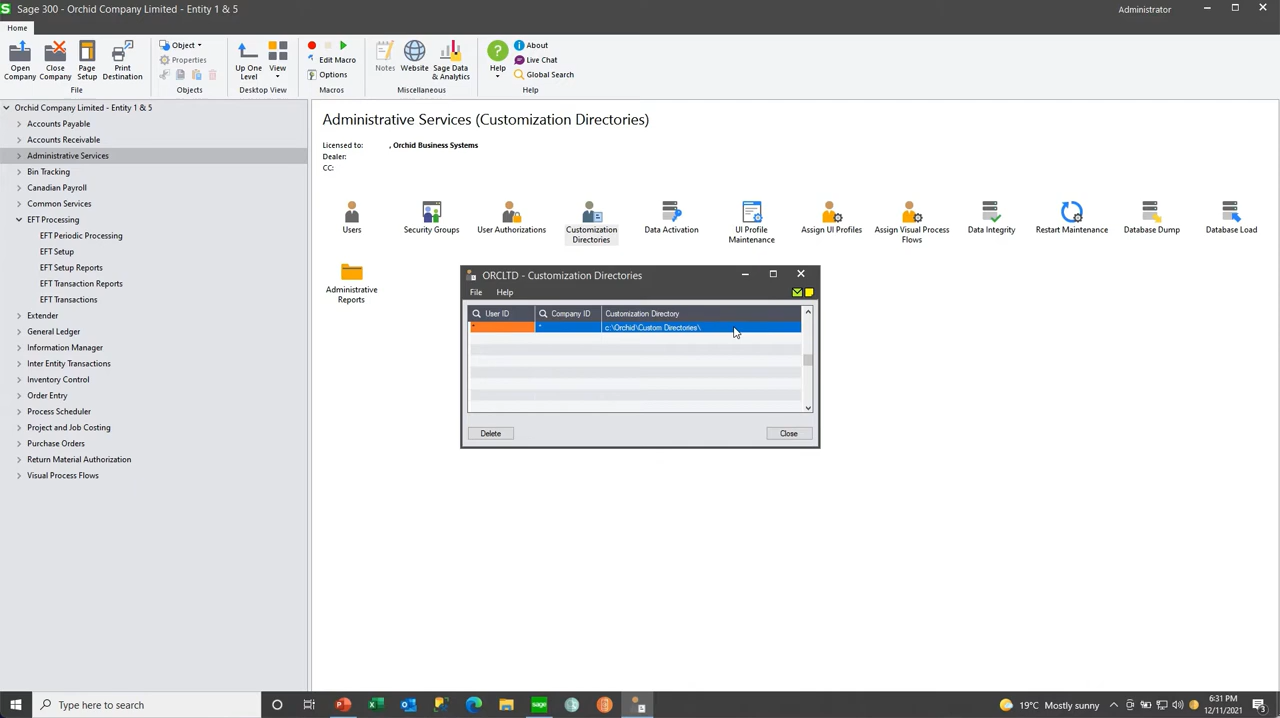 Sage 300 - Orchid Company Limited - Entity 1 & 5
Administrator
Home
Open Company
Close Company
Page Setup
Print Destination
File
Object
Properties
Objects
Up One Level
View
Desktop View
Edit Macro
Options
Macros
Notes
Website
Sage Data & Analytics
Miscellaneous
Help
About
Live Chat
Global Search
Help
Orchid Company Limited - Entity 1 & 5
Accounts Payable
Accounts Receivable
Administrative Services
Bin Tracking
Canadian Payroll
Common Services
EFT Processing
EFT Periodic Processing
EFT Setup
EFT Setup Reports
EFT Transaction Reports
EFT Transactions
Extender
General Ledger
Information Manager
Inter Entity Transactions
Inventory Control
Order Entry
Process Scheduler
Project and Job Costing
Purchase Orders
Return Material Authorization
Visual Process Flows
Administrative Services (Customization Directories)
Licensed to: , Orchid Business Systems
Dealer:
CC:
Users
Security Groups
User Authorizations
Customization Directories
Data Activation
UI Profile Maintenance
Assign UI Profiles
Assign Visual Process Flows
Data Integrity
Restart Maintenance
Database Dump
Database Load
Administrative Reports
ORCLTD - Customization Directories
File Help
User ID Company ID Customization Directory
* * c:\Orchid\Custom Directories\
Delete Close
Type here to search
19°C Mostly sunny
6:31 PM
12/11/2021
3